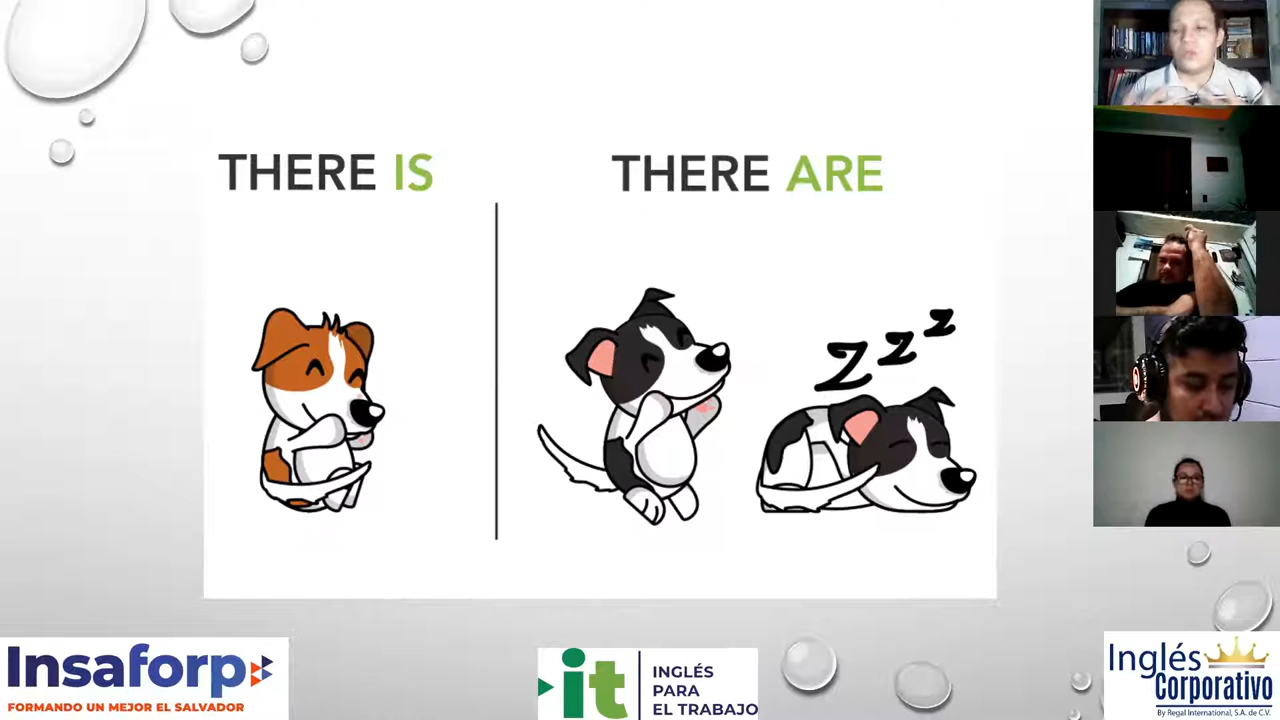 THERE IS
THERE ARE
Z z z
Insaforp
FORMANDO UN MEJOR EL SALVADOR
it
INGLÉS
PARA
EL TRABAJO
Inglés
Corporativo
By Regal International, S.A. de C.V.